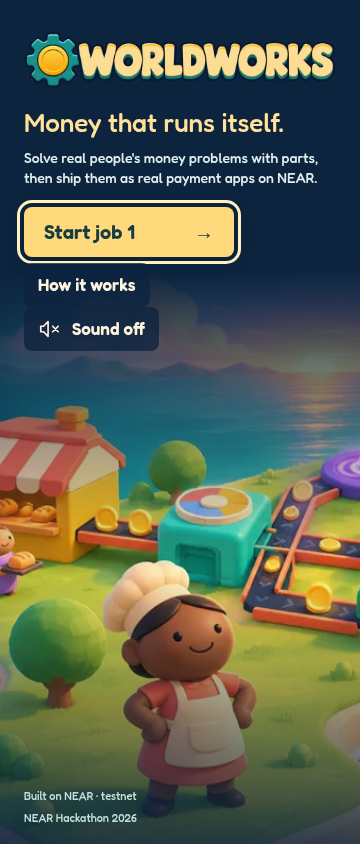 WORLDWORKS
Money that runs itself.
Solve real people's money problems with parts,
then ship them as real payment apps on NEAR.
Start job 1 →
How it works
Sound off
Built on NEAR · testnet
NEAR Hackathon 2026